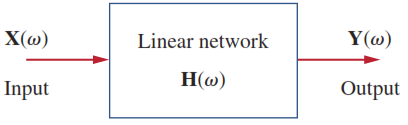 X(ω)
Input
Linear network
H(ω)
Y(ω)
Output